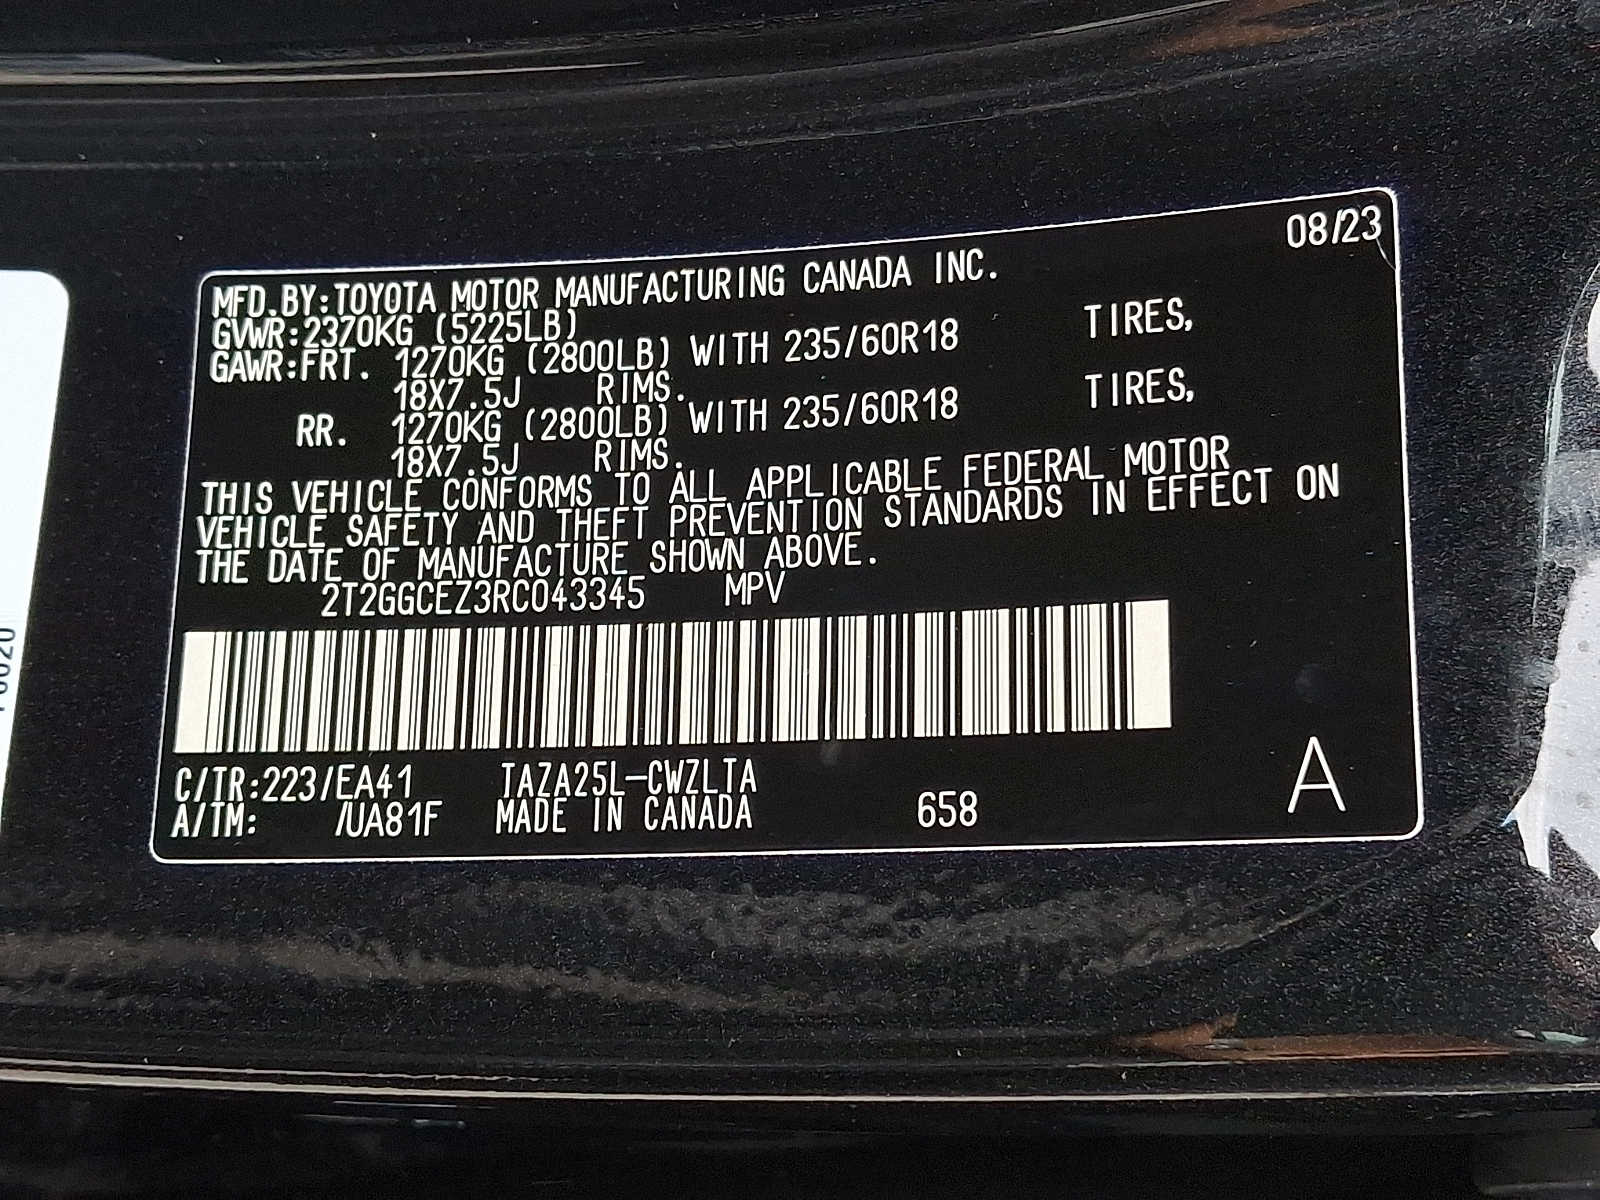 08/23
MFD.BY:TOYOTA MOTOR MANUFACTURING CANADA INC.
GVWR:2370KG (5225LB)
GAWR:FRT. 1270KG (2800LB) WITH 235/60R18 TIRES,
18X7.5J RIMS.
RR. 1270KG (2800LB) WITH 235/60R18 TIRES,
18X7.5J RIMS.
THIS VEHICLE CONFORMS TO ALL APPLICABLE FEDERAL MOTOR
VEHICLE SAFETY AND THEFT PREVENTION STANDARDS IN EFFECT ON
THE DATE OF MANUFACTURE SHOWN ABOVE.
2T2GGCEZ3RC043345 MPV
C/TR:223/EA41 TAZA25L-CWZLTA
A/TM: /UA81F MADE IN CANADA 658
A